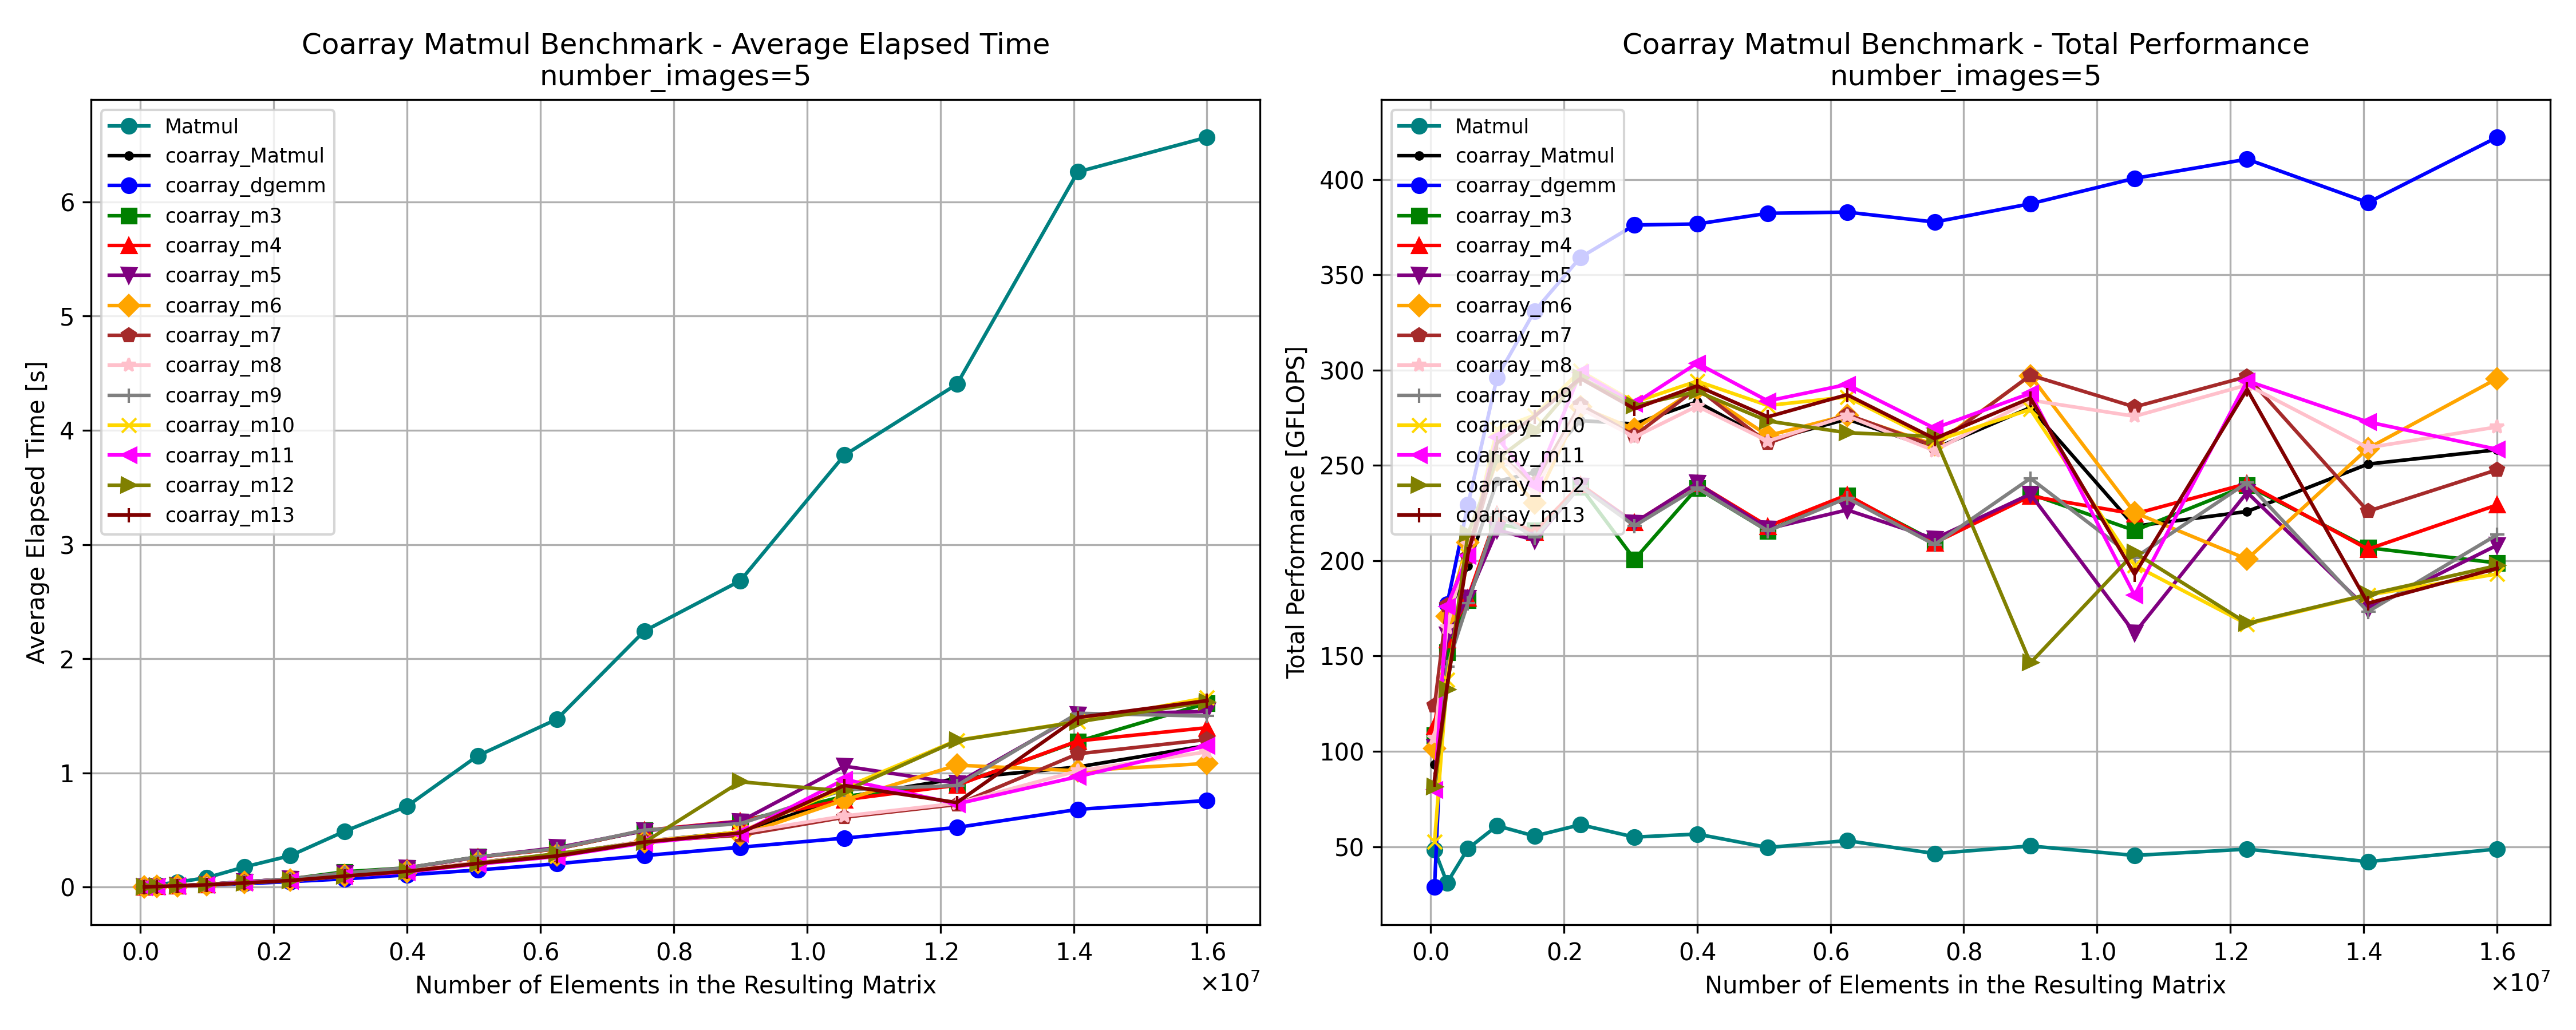 Coarray Matmul Benchmark - Average Elapsed Time
number_images=5
Average Elapsed Time [s]
6
5
4
3
2
1
0
Matmul
coarray_Matmul
coarray_dgemm
coarray_m3
coarray_m4
coarray_m5
coarray_m6
coarray_m7
coarray_m8
coarray_m9
coarray_m10
coarray_m11
coarray_m12
coarray_m13
0.0 0.2 0.4 0.6 0.8 1.0 1.2 1.4 1.6
×10⁷
Number of Elements in the Resulting Matrix
Coarray Matmul Benchmark - Total Performance
number_images=5
Total Performance [GFLOPS]
400
350
300
250
200
150
100
50
Matmul
coarray_Matmul
coarray_dgemm
coarray_m3
coarray_m4
coarray_m5
coarray_m6
coarray_m7
coarray_m8
coarray_m9
coarray_m10
coarray_m11
coarray_m12
coarray_m13
0.0 0.2 0.4 0.6 0.8 1.0 1.2 1.4 1.6
×10⁷
Number of Elements in the Resulting Matrix